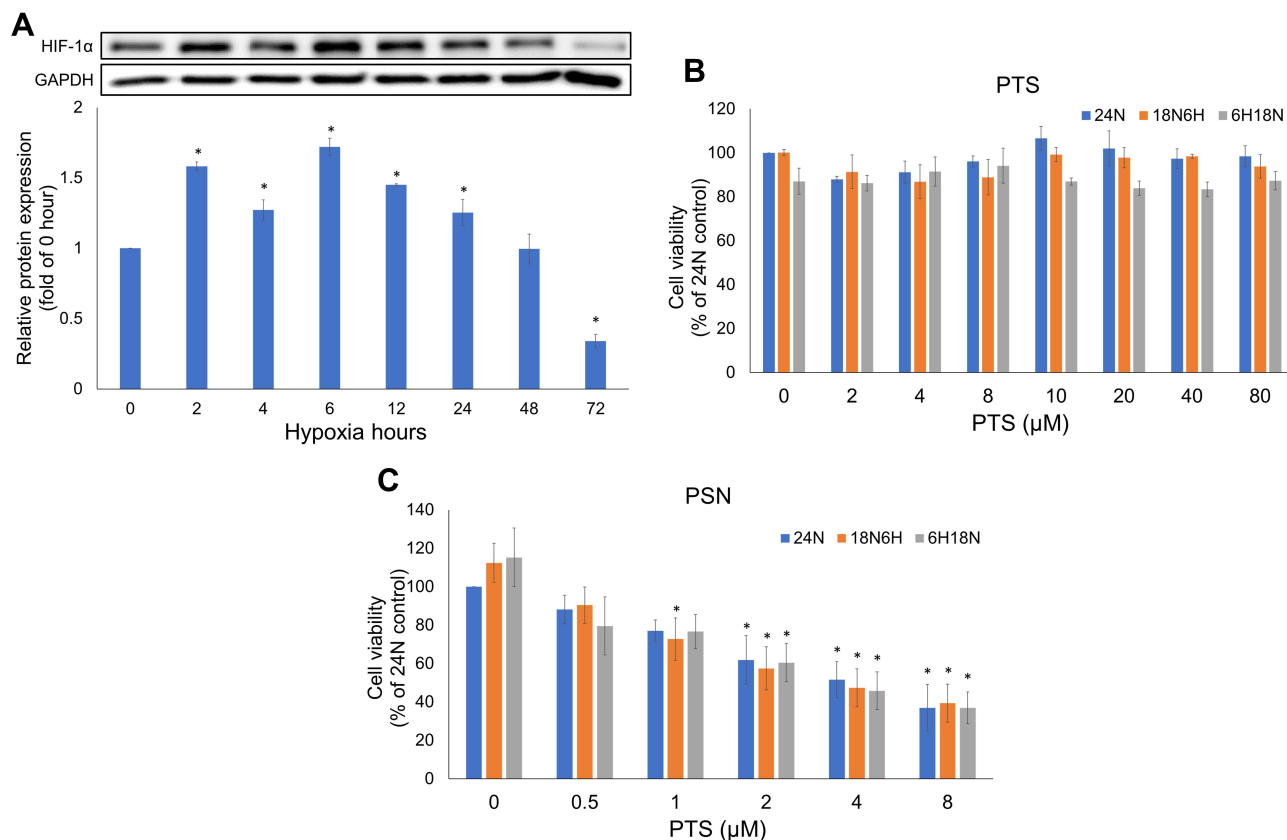 A
HIF-1α
GAPDH
Relative protein expression
(fold of 0 hour)
2
1.5
1
0.5
0
* * * * * *
0 2 4 6 12 24 48 72
Hypoxia hours
B
PTS
24N 18N6H 6H18N
Cell viability
(% of 24N control)
120
100
80
60
40
20
0
0 2 4 8 10 20 40 80
PTS (µM)
C
PSN
24N 18N6H 6H18N
Cell viability
(% of 24N control)
140
120
100
80
60
40
20
0
* * * * * * * * * *
0 0.5 1 2 4 8
PTS (µM)